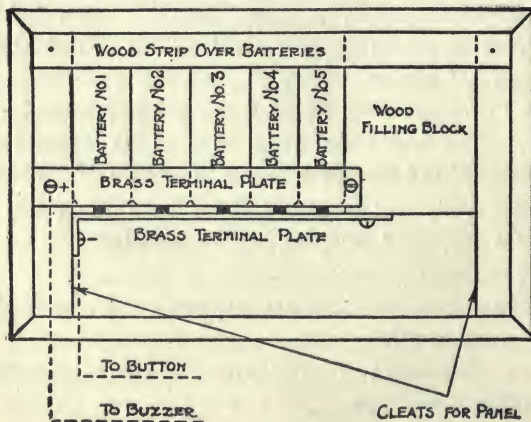 WOOD STRIP OVER BATTERIES
BATTERY NO1
BATTERY NO2
BATTERY NO.3
BATTERY NO4
BATTERY NO5
WOOD
FILLING BLOCK
+ BRASS TERMINAL PLATE
BRASS TERMINAL PLATE
-
TO BUTTON
TO BUZZER
CLEATS FOR PANEL